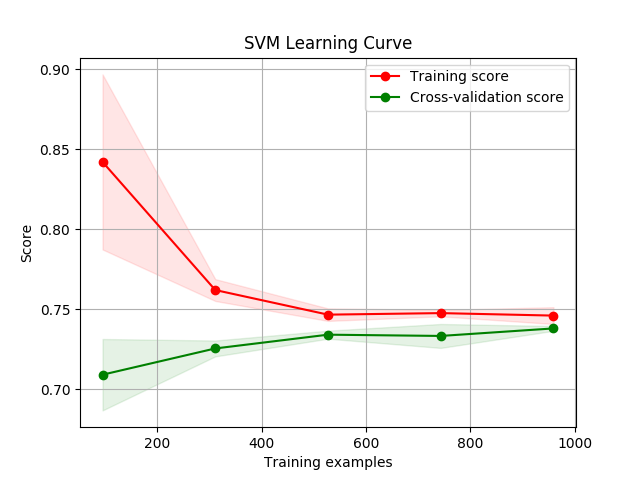 SVM Learning Curve
Training score
Cross-validation score
0.90
0.85
0.80
0.75
0.70
Score
200
400
600
800
1000
Training examples